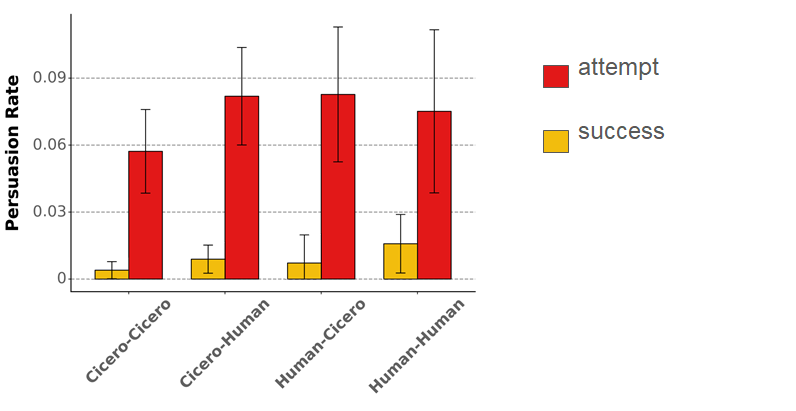 Persuasion Rate
0.09
0.06
0.03
0
Cicero-Cicero
Cicero-Human
Human-Cicero
Human-Human
attempt
success